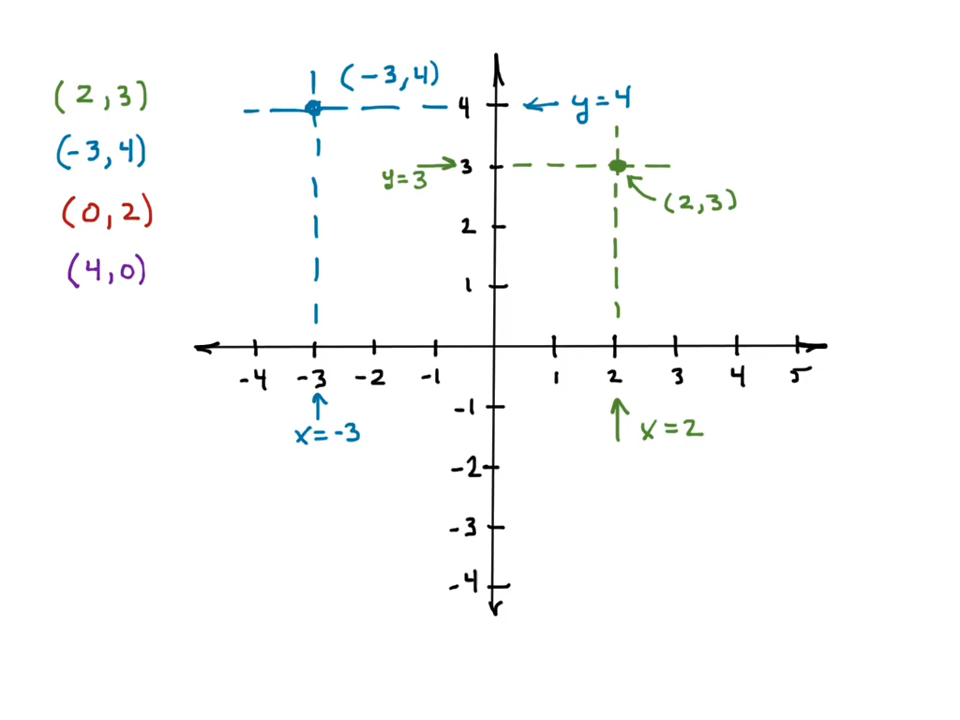 (2,3)
(-3,4)
(0,2)
(4,0)
(-3,4)
y=4
y=3
(2,3)
4
3
2
1
-4 -3 -2 -1 1 2 3 4 5
x=-3
x=2
-1
-2
-3
-4